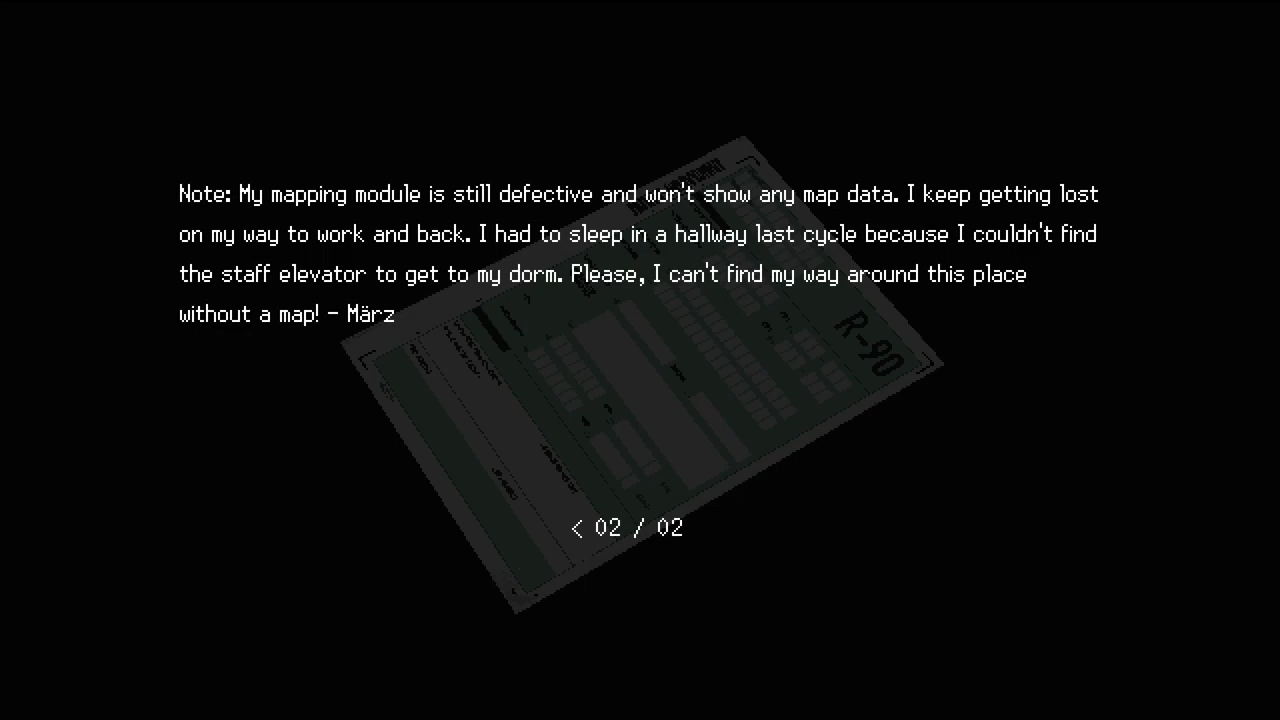 Note: My mapping module is still defective and won't show any map data. I keep getting lost
on my way to work and back. I had to sleep in a hallway last cycle because I couldn't find
the staff elevator to get to my dorm. Please, I can't find my way around this place
without a map! - März
R-90
< 02 / 02